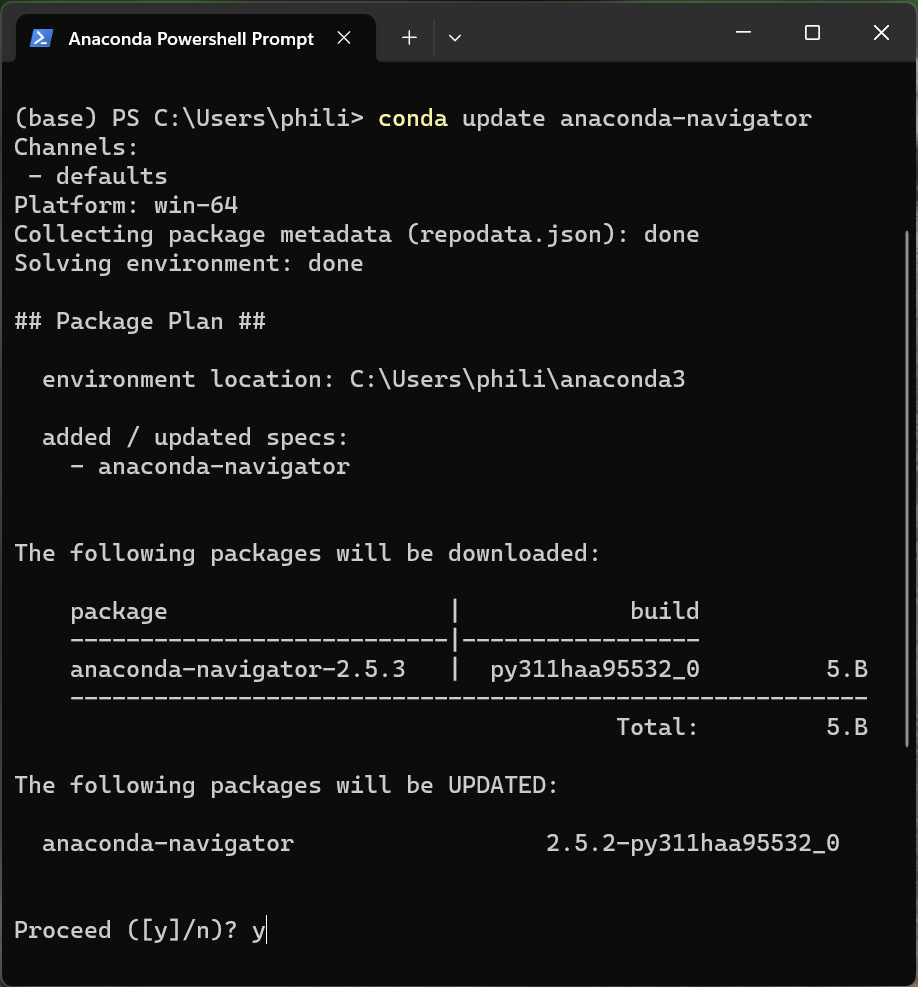 Anaconda Powershell Prompt
(base) PS C:\Users\phili> conda update anaconda-navigator
Channels:
 - defaults
Platform: win-64
Collecting package metadata (repodata.json): done
Solving environment: done
## Package Plan ##
  environment location: C:\Users\phili\anaconda3
  added / updated specs:
    - anaconda-navigator
The following packages will be downloaded:
    package                    |            build
    ---------------------------|-----------------
    anaconda-navigator-2.5.3   |  py311haa95532_0         5.B
    ---------------------------------------------------------
                                           Total:         5.B
The following packages will be UPDATED:
  anaconda-navigator                  2.5.2-py311haa95532_0
Proceed ([y]/n)? y